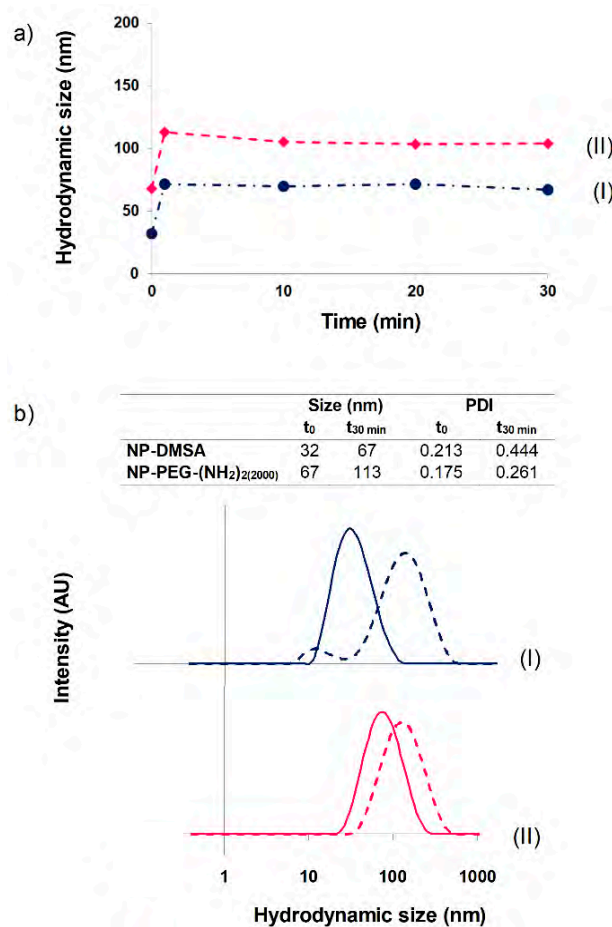 a)
200
150
100
50
0
Hydrodynamic size (nm)
(II)
(I)
0 10 20 30
Time (min)
b)
Size (nm) PDI
t0 t30 min t0 t30 min
NP-DMSA 32 67 0.213 0.444
NP-PEG-(NH2)2(2000) 67 113 0.175 0.261
Intensity (AU)
(I)
(II)
1 10 100 1000
Hydrodynamic size (nm)